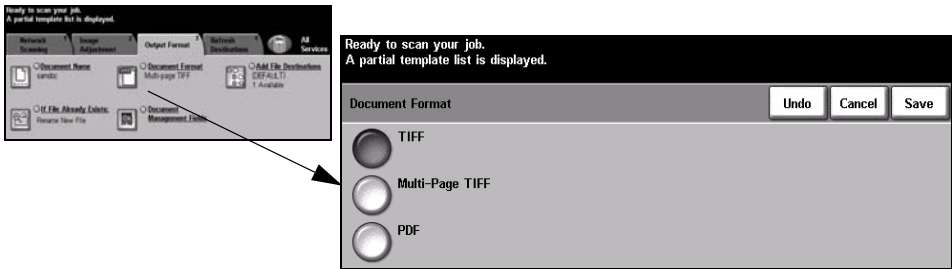 Ready to scan your job.
A partial template list is displayed.
Network Scanning
Image Adjustment
Output Format
Refresh Destinations
All Services
Document Name
Document Format
Multi-page TIFF
Add File Destinations
(DEFAULT)
1 Available
If File Already Exists:
Rename New File
Document
Management Fields
Ready to scan your job.
A partial template list is displayed.
Document Format
Undo
Cancel
Save
TIFF
Multi-Page TIFF
PDF